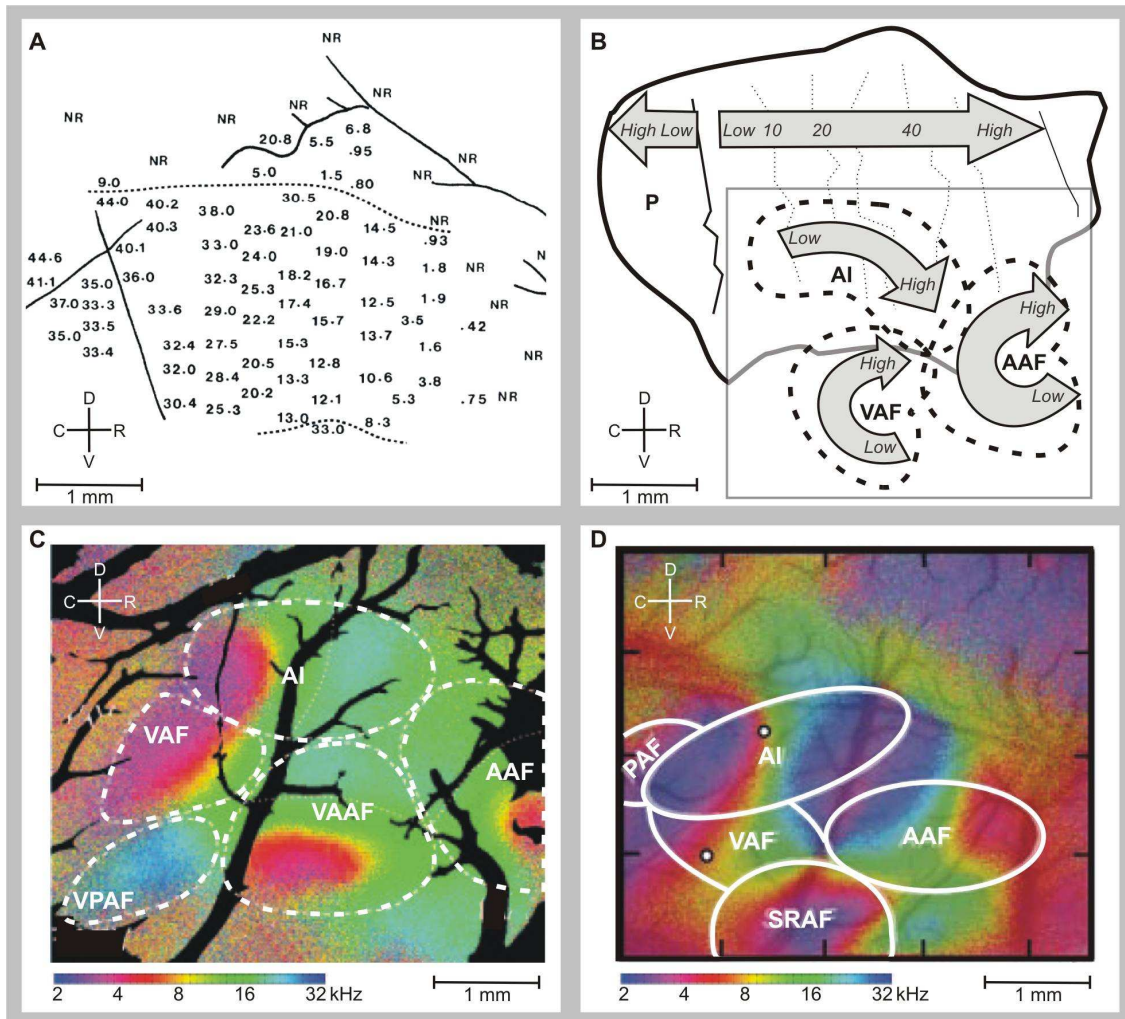 A
NR NR NR NR NR NR NR NR NR NR NR NR NR
6.8
20.8 5.5
.95
5.0 1.5 .80
9.0
44.0 40.2 30.5
38.0 20.8
40.3 23.6 21.0 14.5 .93
40.1 33.0 24.0 19.0
44.6 14.3 1.8
41.1 35.0 36.0 32.3 18.2 16.7
25.3
37.0 33.3 33.6 29.0 17.4 12.5 1.9
33.5 22.2 15.7 3.5 .42
35.0 13.7
33.4 32.4 27.5 15.3 1.6
32.0 20.5 12.8
28.4 13.3 10.6 3.8
30.4 20.2 12.1 5.3 .75
25.3
13.0 8.3
33.0
D
C R
V
1 mm
B
High Low Low 10 20 40 High
P
Low
AI
High High
High
AAF
VAF Low
Low
D
C R
V
1 mm
C
D
C R
V
AI
VAF
AAF
VAAF
VPAF
2 4 8 16 32 kHz
1 mm
D
D
C R
V
PAF AI
VAF AAF
SRAF
2 4 8 16 32 kHz
1 mm